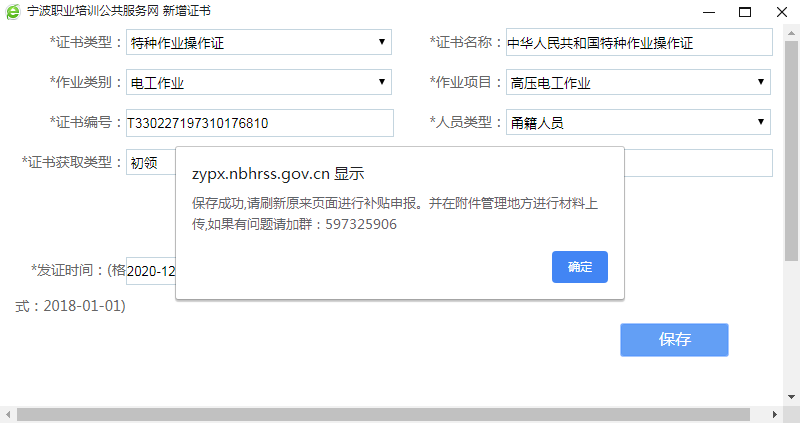 宁波职业培训公共服务网 新增证书
*证书类型：特种作业操作证 *证书名称：中华人民共和国特种作业操作证
*作业类别：电工作业 *作业项目：高压电工作业
*证书编号：T330227197310176810 *人员类型：甬籍人员
*证书获取类型：初领
zypx.nbhrss.gov.cn 显示
保存成功,请刷新原来页面进行补贴申报。并在附件管理地方进行材料上
传,如果有问题请加群：597325906
确定
*发证时间：(格 2020-12
式：2018-01-01)
保存